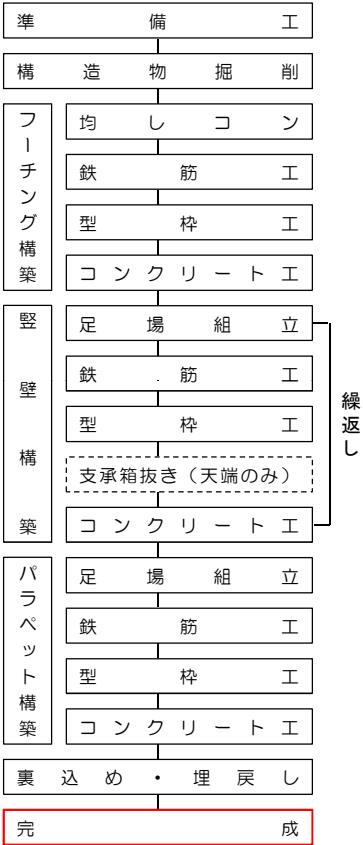 準備工
構造物掘削
フーチング構築
均しコン
鉄筋工
型枠工
コンクリート工
竪壁構築
足場組立
鉄筋工
型枠工
支承箱抜き（天端のみ）
コンクリート工
繰返し
パラペット構築
足場組立
鉄筋工
型枠工
コンクリート工
裏込め・埋戻し
完成